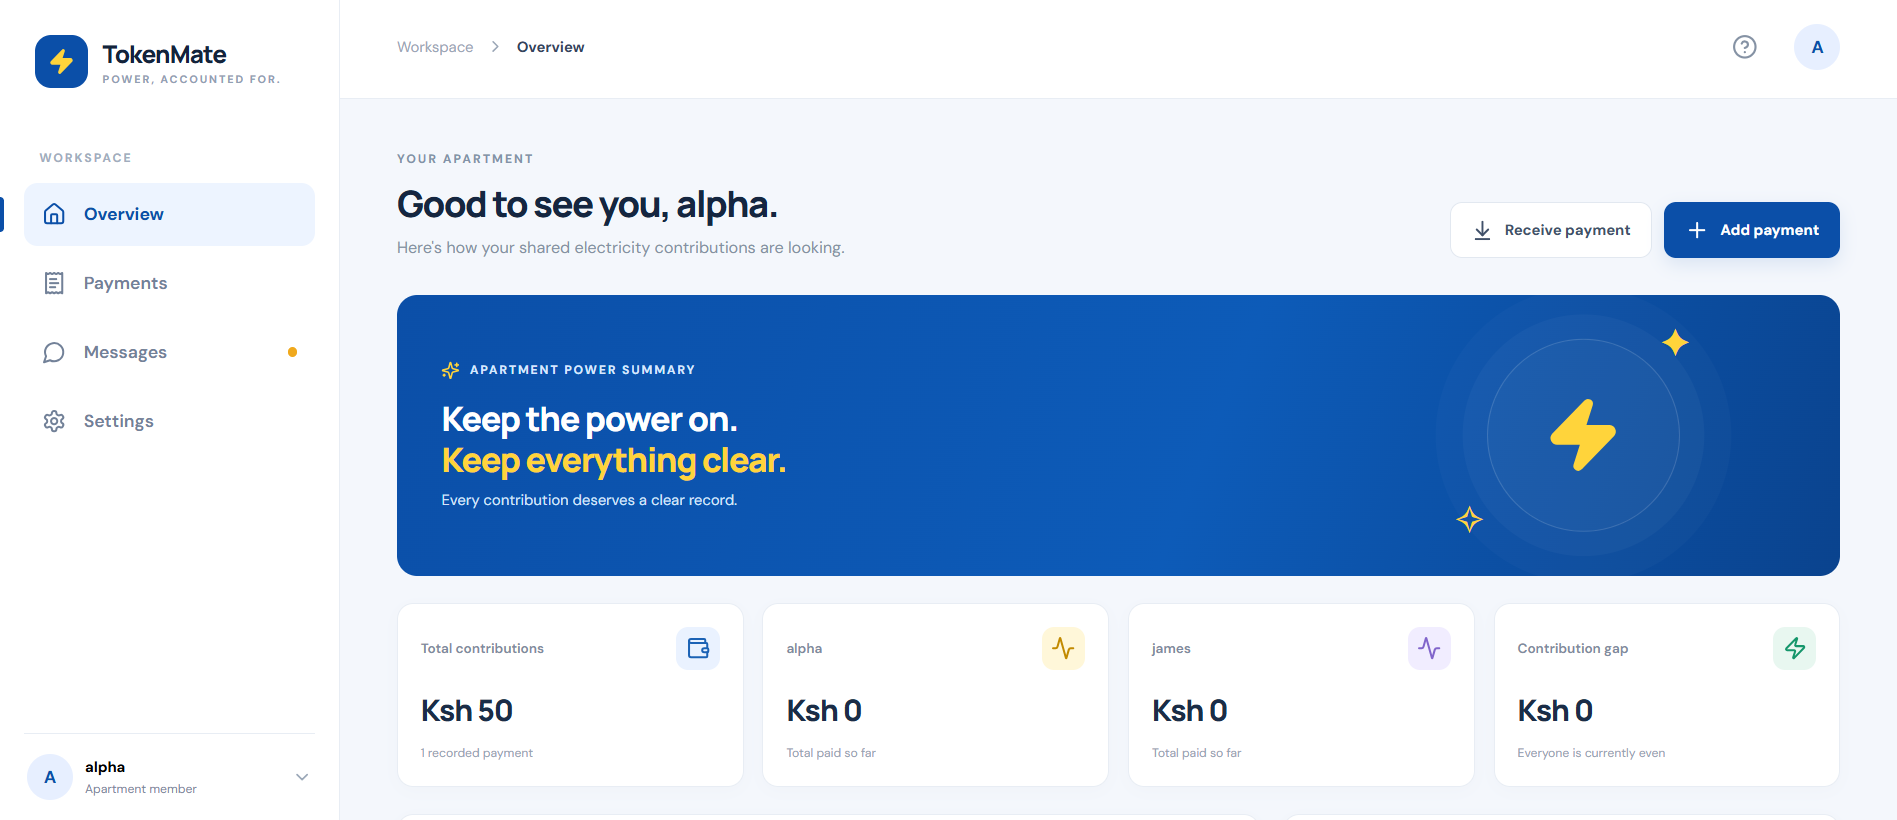 TokenMate
POWER, ACCOUNTED FOR.
WORKSPACE
Overview
Payments
Messages
Settings
A
alpha
Apartment member
Workspace
Overview
A
YOUR APARTMENT
Good to see you, alpha.
Here's how your shared electricity contributions are looking.
Receive payment
Add payment
APARTMENT POWER SUMMARY
Keep the power on.
Keep everything clear.
Every contribution deserves a clear record.
Total contributions
Ksh 50
1 recorded payment
alpha
Ksh 0
Total paid so far
james
Ksh 0
Total paid so far
Contribution gap
Ksh 0
Everyone is currently even